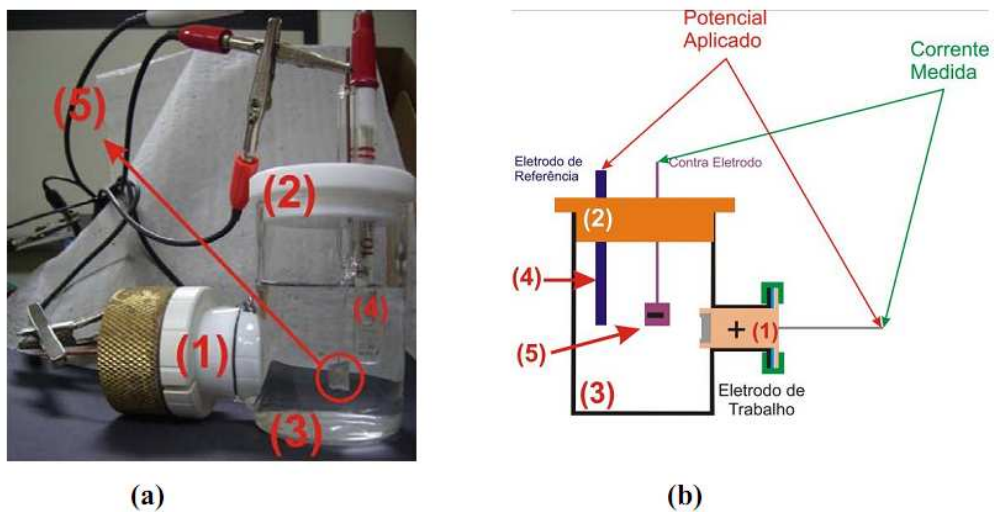 (5)
(2)
(4)
(1)
(3)
(a)
Potencial
Aplicado
Corrente
Medida
Eletrodo de
Referência
Contra Eletrodo
(2)
(4)
(5)
(1)
(3)
Eletrodo de
Trabalho
(b)